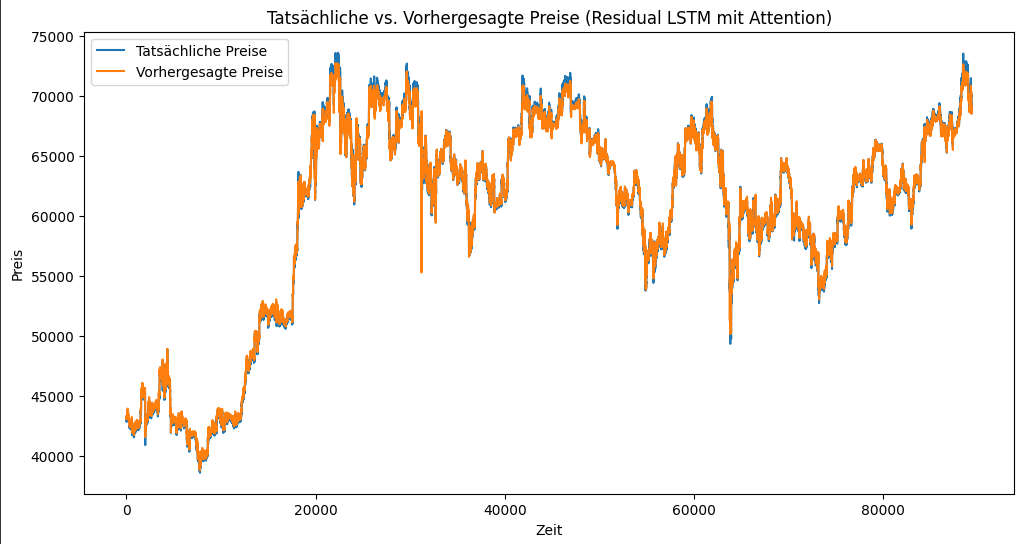 Tatsächliche vs. Vorhergesagte Preise (Residual LSTM mit Attention)
Tatsächliche Preise
Vorhergesagte Preise
75000
70000
65000
60000
55000
50000
45000
40000
Preis
0
20000
40000
60000
80000
Zeit